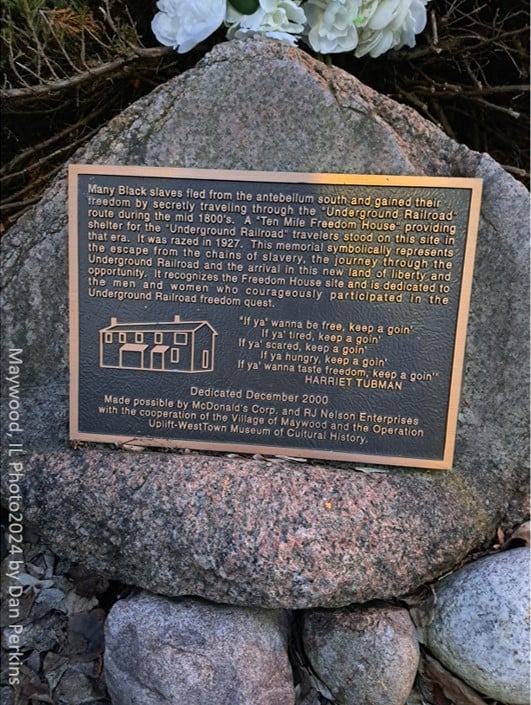 Many Black slaves fled from the antebellum south and gained their
freedom by secretly traveling through the "Underground Railroad"
route during the mid 1800's. A "Ten Mile Freedom House" providing
shelter for the "Underground Railroad" travelers stood on this site in
that era. It was razed in 1927. This memorial symbolically represents
the escape from the chains of slavery, the journey through the
Underground Railroad and the arrival in this new land of liberty and
opportunity. It recognizes the Freedom House site and is dedicated to
the men and women who courageously participated in the
Underground Railroad freedom quest.
"If ya' wanna be free, keep a goin'
If ya' tired, keep a goin'
If ya' scared, keep a goin'
If ya hungry, keep a goin'
If ya' wanna taste freedom, keep a goin'"
HARRIET TUBMAN
Dedicated December 2000
Made possible by McDonald's Corp. and RJ Nelson Enterprises
with the cooperation of the Village of Maywood and the Operation
Uplift-WestTown Museum of Cultural History.
Maywood, IL Photo2024 by Dan Perkins